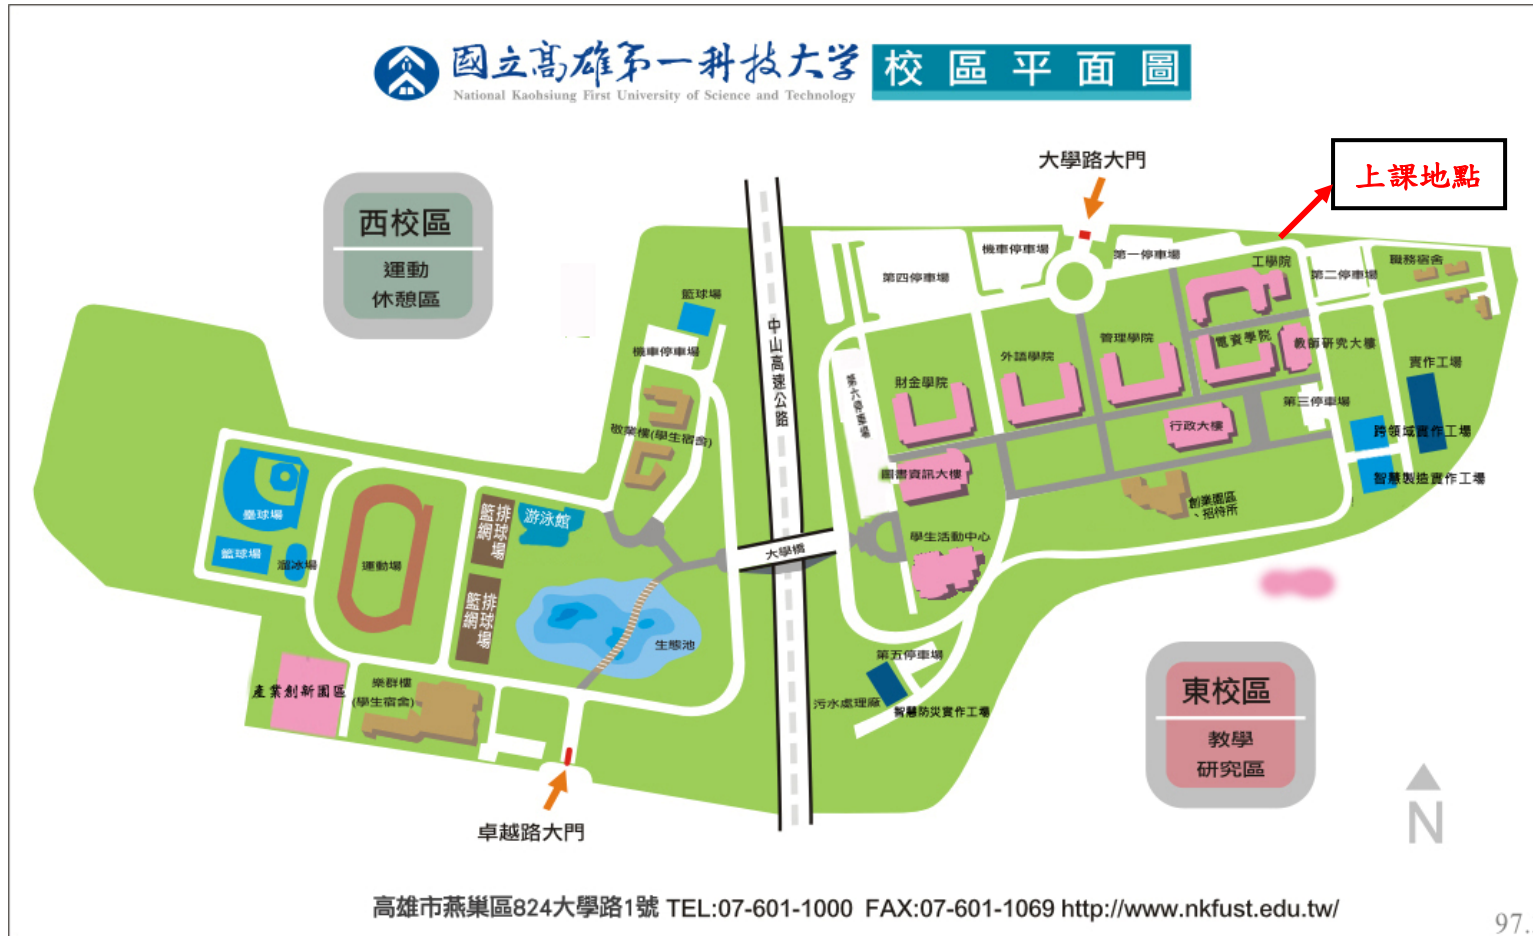 國立高雄第一科技大学 校區平面圖
National Kaohsiung First University of Science and Technology
大學路大門
上課地點
西校區
運動
休憩區
籃球場
機車停車場
敬業樓(學生宿舍)
中山高速公路
第四停車場
機車停車場
第一停車場
工學院
第二停車場
職務宿舍
第六停車場
財金學院
外語學院
管理學院
電資學院
教師研究大樓
實作工場
第三停車場
行政大樓
跨領域實作工場
智慧製造實作工場
圖書資訊大樓
創業園區
、招待所
壘球場
籃球場
溜冰場
運動場
排球場
籃網
游泳館
排球場
籃網
大學橋
學生活動中心
生態池
第五停車場
污水處理廠
智慧防災實作工場
產業創新園區
樂群樓
(學生宿舍)
東校區
教學
研究區
卓越路大門
N
高雄市燕巢區824大學路1號 TEL:07-601-1000 FAX:07-601-1069 http://www.nkfust.edu.tw/
97.